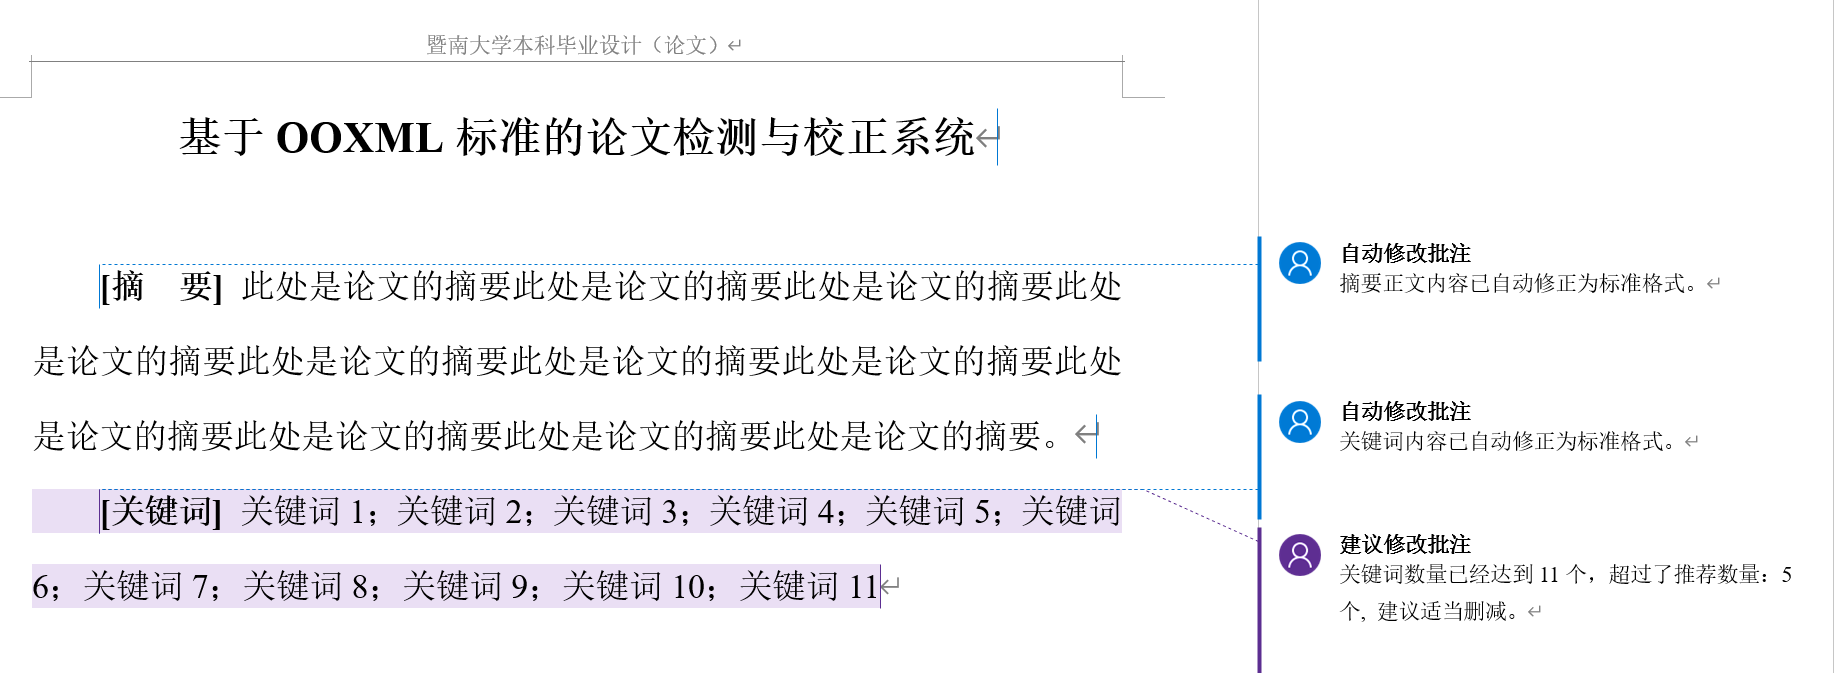 暨南大学本科毕业设计（论文）
基于 OOXML 标准的论文检测与校正系统
[摘　要] 此处是论文的摘要此处是论文的摘要此处是论文的摘要此处
是论文的摘要此处是论文的摘要此处是论文的摘要此处是论文的摘要此处
是论文的摘要此处是论文的摘要此处是论文的摘要此处是论文的摘要。
[关键词] 关键词 1；关键词 2；关键词 3；关键词 4；关键词 5；关键词
6；关键词 7；关键词 8；关键词 9；关键词 10；关键词 11
自动修改批注
摘要正文内容已自动修正为标准格式。
自动修改批注
关键词内容已自动修正为标准格式。
建议修改批注
关键词数量已经达到 11 个，超过了推荐数量：5
个, 建议适当删减。